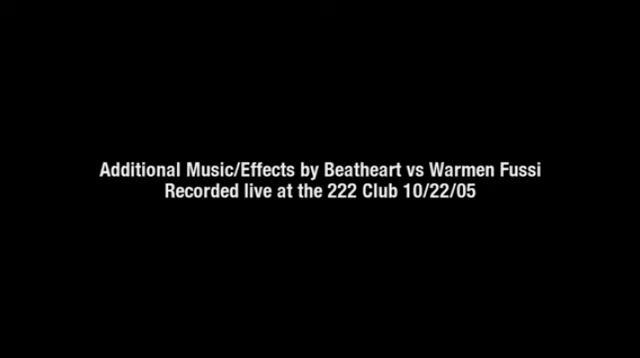 Additional Music/Effects by Beatheart vs Warmen Fussi
Recorded live at the 222 Club 10/22/05